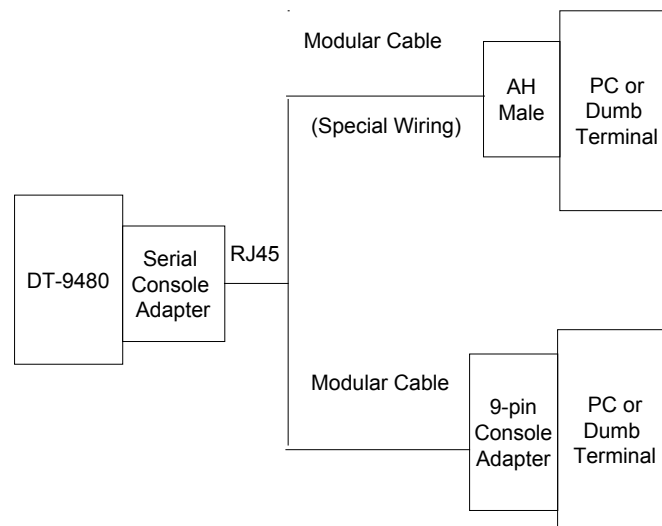 Modular Cable
AH
Male
PC or
Dumb
Terminal
(Special Wiring)
DT-9480
Serial
Console
Adapter
RJ45
Modular Cable
9-pin
Console
Adapter
PC or
Dumb
Terminal